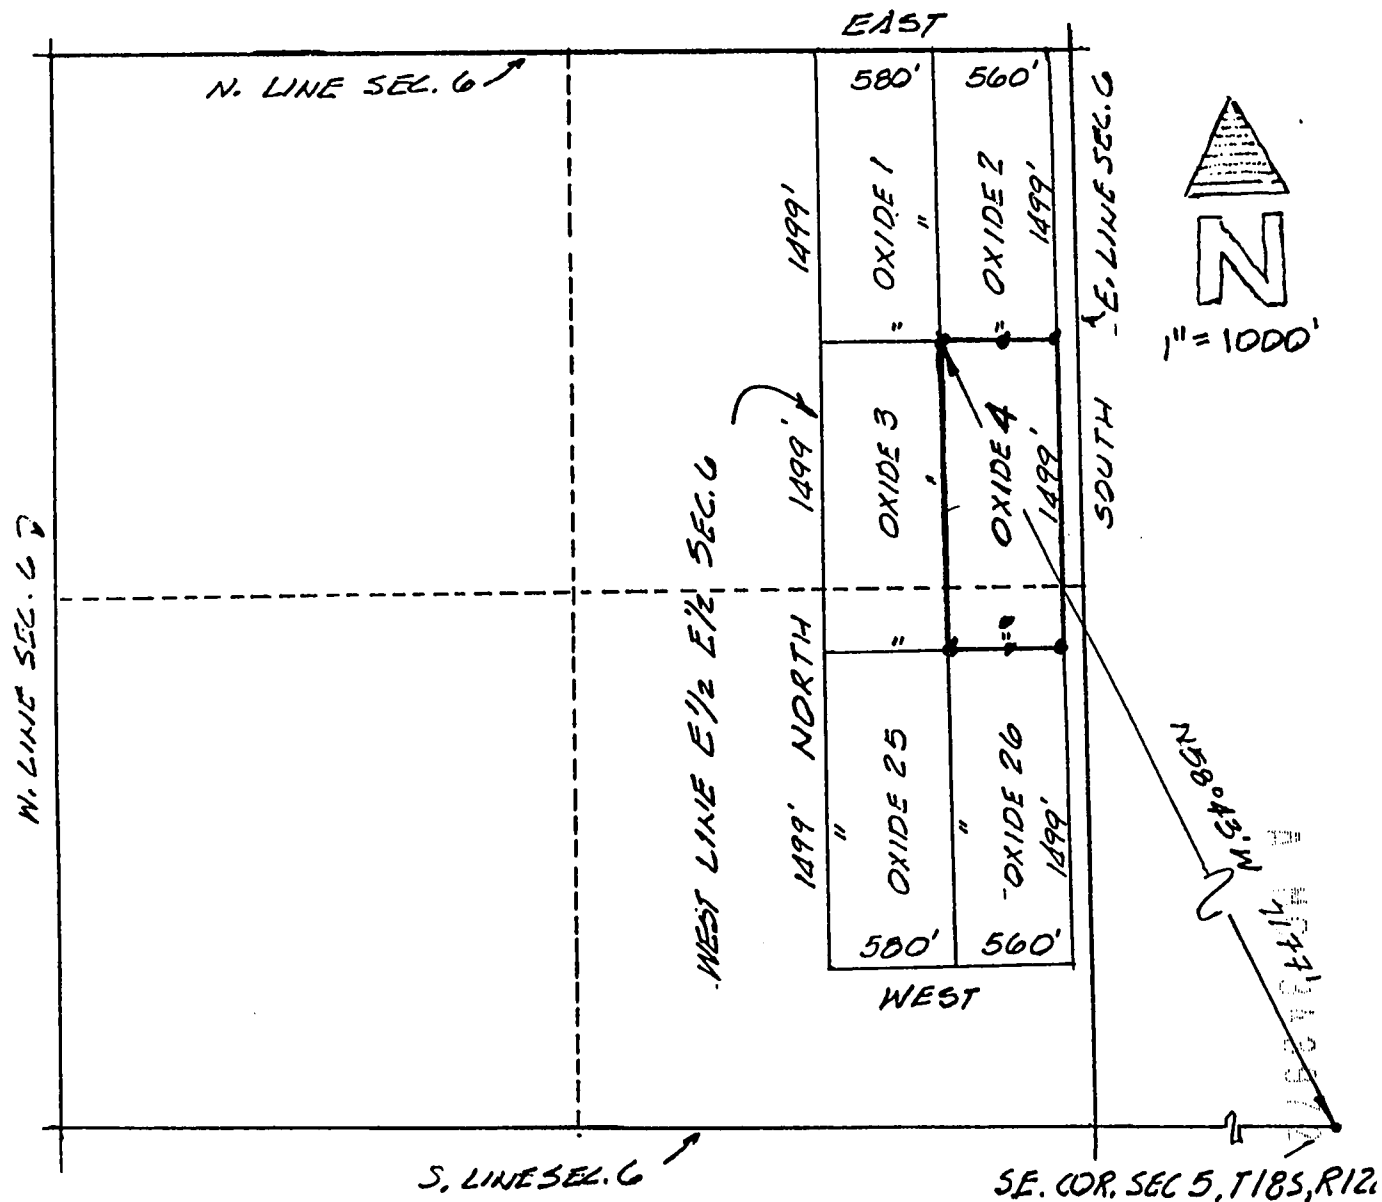 EAST
N. LINE SEC. 6
580' 560'
E. LINE SEC. 6
1499'
OXIDE 1
"
OXIDE 2
1499'
N
1" = 1000'
" "
1499'
OXIDE 3
"
OXIDE 4
1499'
SOUTH
WEST LINE E½ E½ SEC. 6
W. LINE SEC. 6
NORTH
" "
1499'
"
OXIDE 25
"
OXIDE 26
1499'
N58°43'W
7177'
580' 560'
WEST
S. LINE SEC. 6
SE. COR. SEC 5, T18S,